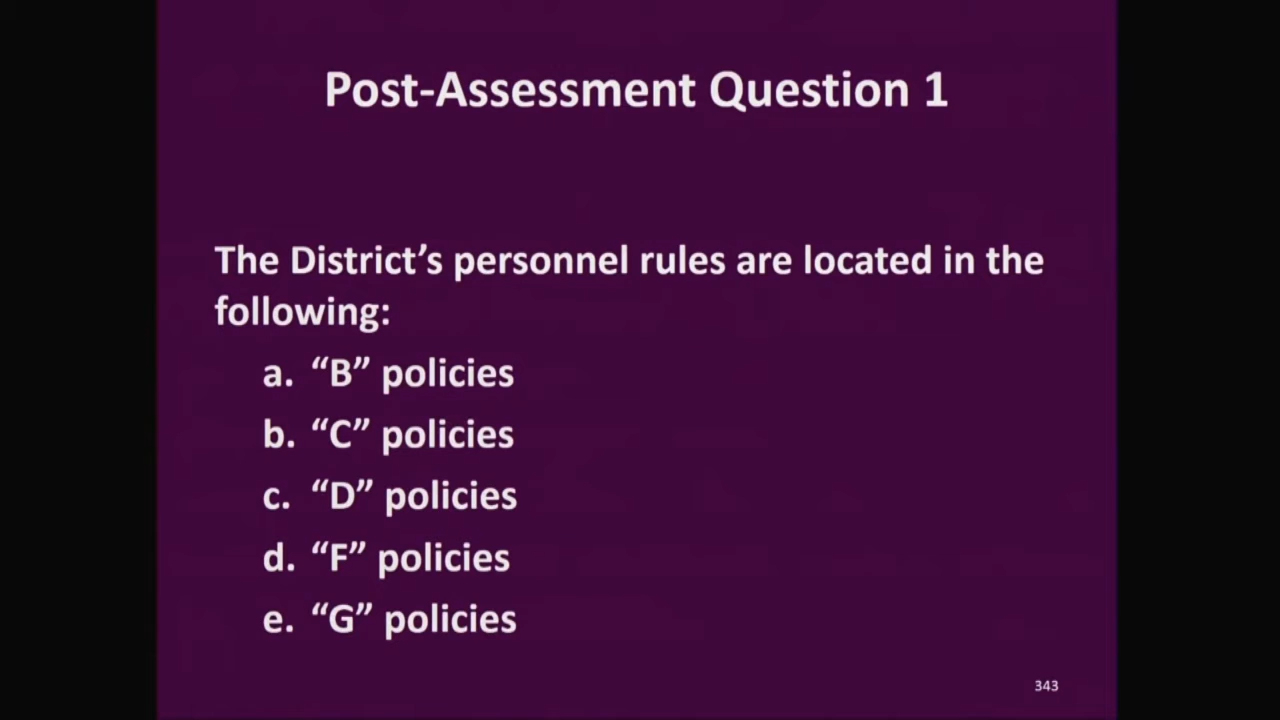 Post-Assessment Question 1
The District’s personnel rules are located in the
following:
a. “B” policies
b. “C” policies
c. “D” policies
d. “F” policies
e. “G” policies
343